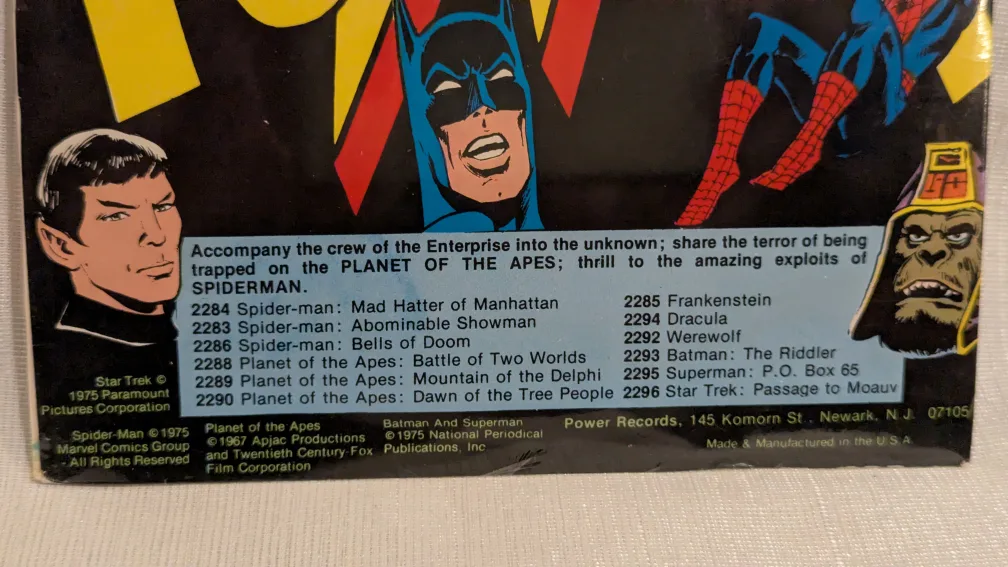 Accompany the crew of the Enterprise into the unknown; share the terror of being
trapped on the PLANET OF THE APES; thrill to the amazing exploits of
SPIDERMAN.
2284 Spider-man: Mad Hatter of Manhattan
2283 Spider-man: Abominable Showman
2286 Spider-man: Bells of Doom
2288 Planet of the Apes: Battle of Two Worlds
2289 Planet of the Apes: Mountain of the Delphi
2290 Planet of the Apes: Dawn of the Tree People
2285 Frankenstein
2294 Dracula
2292 Werewolf
2293 Batman: The Riddler
2295 Superman: P.O. Box 65
2296 Star Trek: Passage to Moauv
Star Trek ©
1975 Paramount
Pictures Corporation
Spider-Man © 1975
Marvel Comics Group
All Rights Reserved
Planet of the Apes
© 1967 Apjac Productions
and Twentieth Century-Fox
Film Corporation
Batman And Superman
© 1975 National Periodical
Publications, Inc
Power Records, 145 Komorn St., Newark, N.J. 07105
Made & Manufactured in the U.S.A.